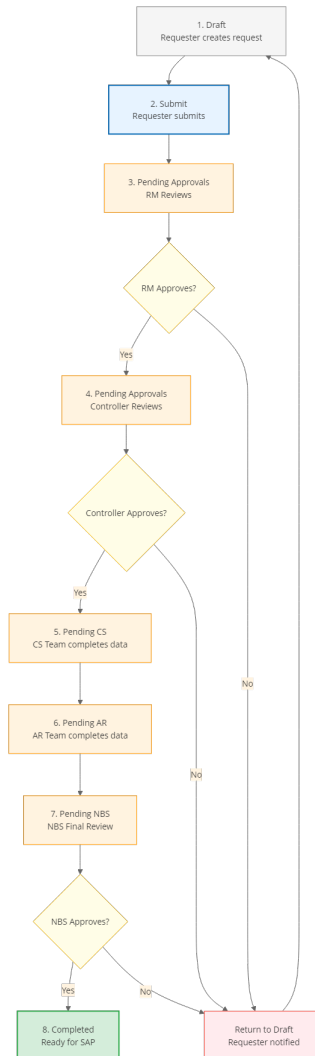 1. Draft
Requester creates request
2. Submit
Requester submits
3. Pending Approvals
RM Reviews
RM Approves?
Yes
4. Pending Approvals
Controller Reviews
Controller Approves?
Yes
5. Pending CS
CS Team completes data
No
6. Pending AR
AR Team completes data
No
7. Pending NBS
NBS Final Review
NBS Approves?
Yes
No
8. Completed
Ready for SAP
Return to Draft
Requester notified